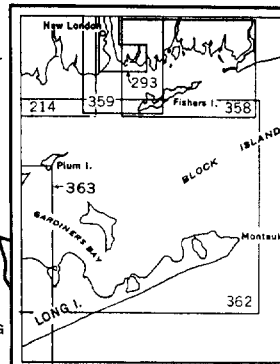 New London
293
214
359
Fishers I.
358
BLOCK ISLAND
Plum I.
363
GARDINERS BAY
Montauk
362
LONG I.
G